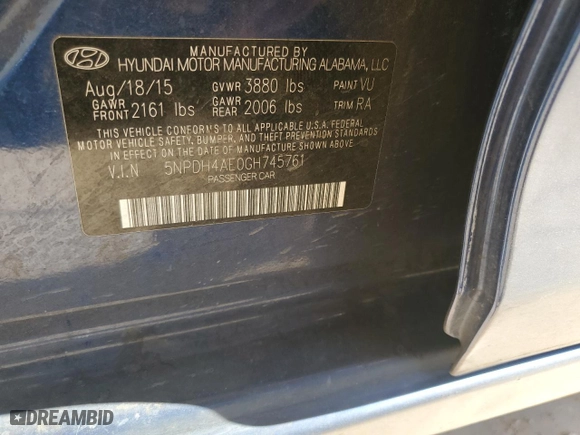 MANUFACTURED BY
HYUNDAI MOTOR MANUFACTURING ALABAMA, LLC
Aug/18/15 GVWR 3880 lbs PAINT VU
GAWR FRONT 2161 lbs GAWR REAR 2006 lbs TRIM RA
THIS VEHICLE CONFORMS TO ALL APPLICABLE U.S.A. FEDERAL
MOTOR VEHICLE SAFETY, BUMPER, AND THEFT PREVENTION STANDARDS
IN EFFECT ON THE DATE OF MANUFACTURE SHOWN ABOVE.
V.I.N 5NPDH4AE0GH745761
PASSENGER CAR
DREAMBID